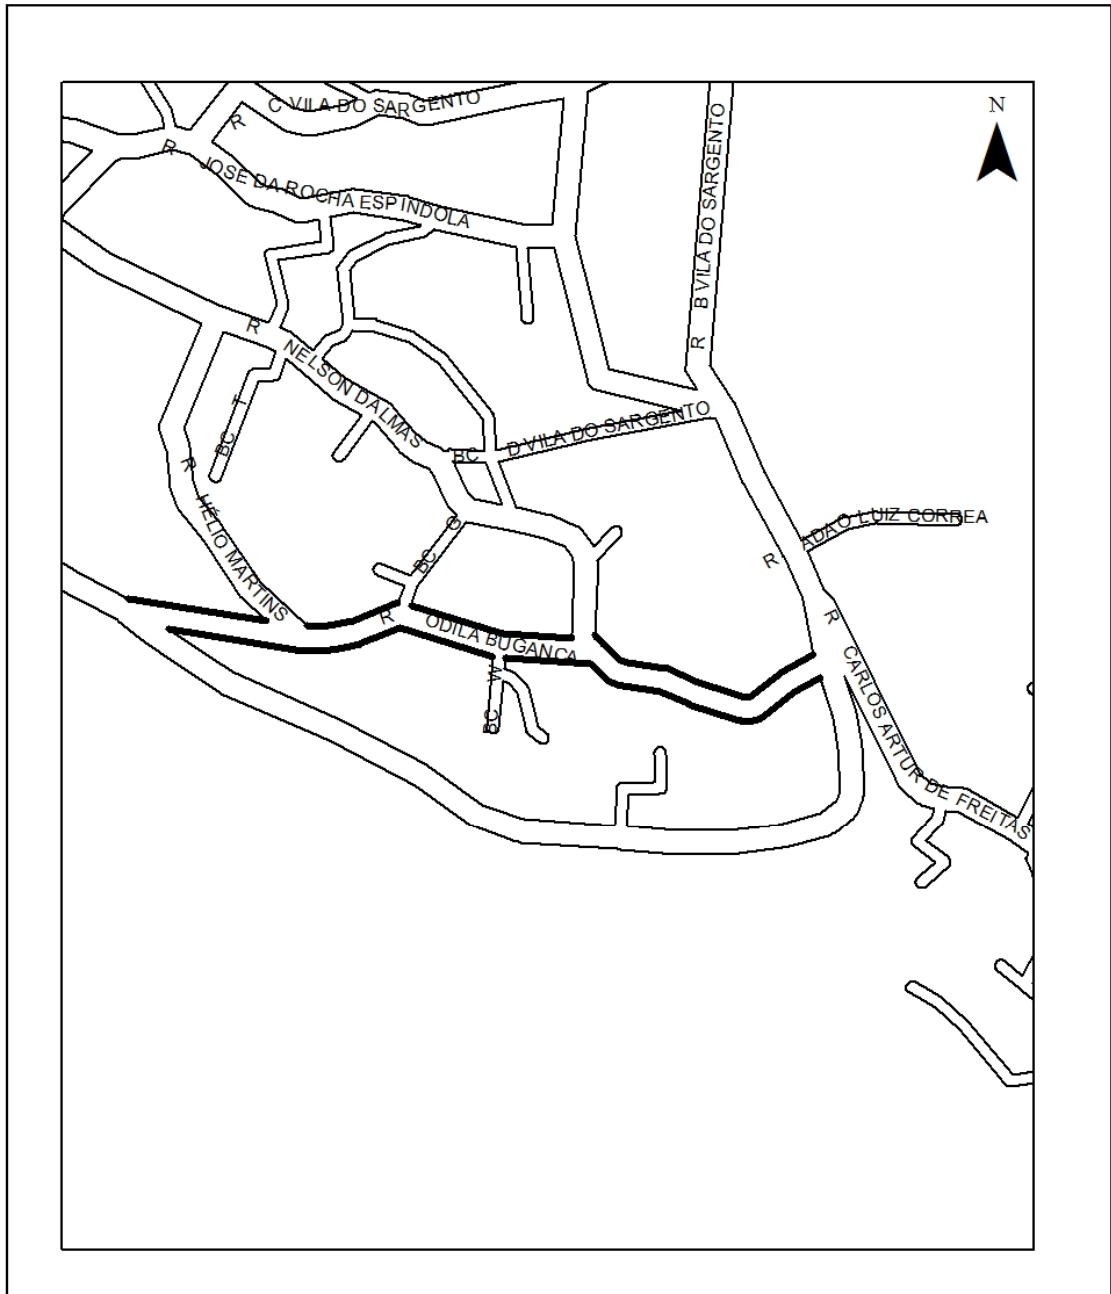 N
R C VILA DO SARGENTO
R JOSE DA ROCHA ESPINDOLA
R B VILA DO SARGENTO
R NELSON DALMAS
BC T
BC D VILA DO SARGENTO
R HÉLIO MARTINS
BC G
R ADAO LUIZ CORREA
R ODILA BUGANCA
R CARLOS ARTUR DE FREITAS
BC W